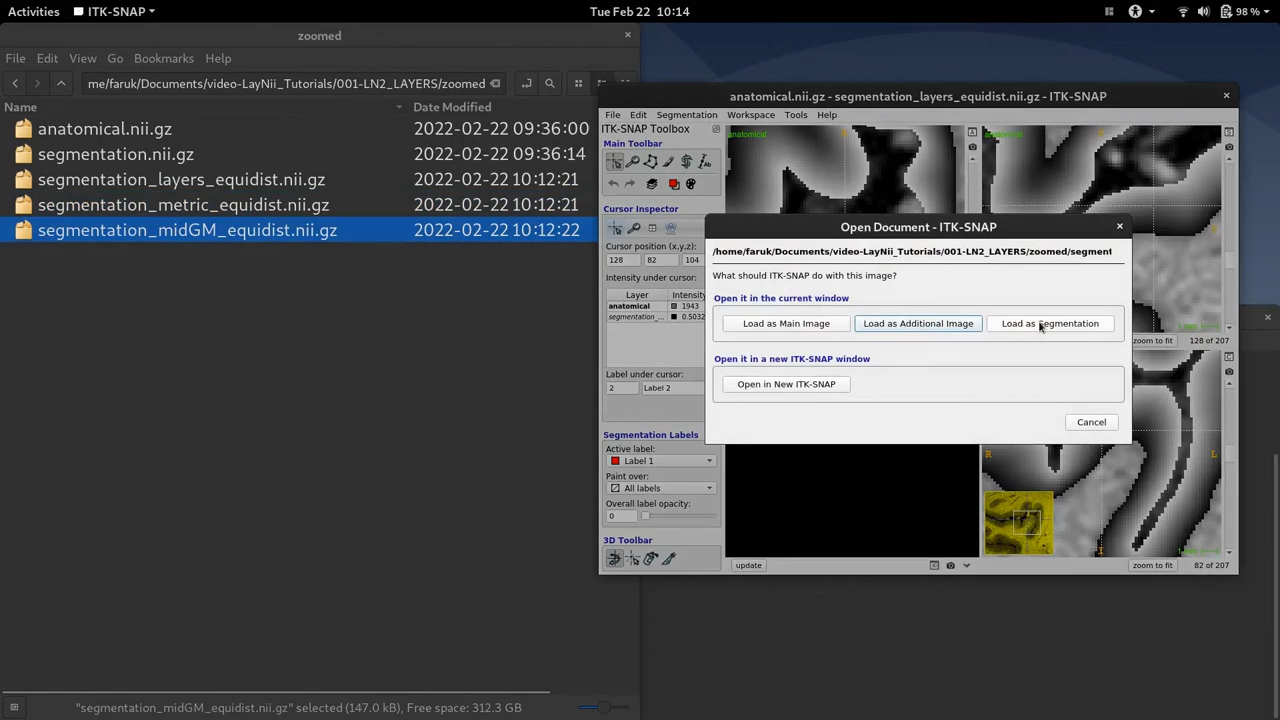 Activities ITK-SNAP Tue Feb 22 10:14 98 %
zoomed
File Edit View Go Bookmarks Help
me/faruk/Documents/video-LayNii_Tutorials/001-LN2_LAYERS/zoomed
Name Date Modified
anatomical.nii.gz 2022-02-22 09:36:00
segmentation.nii.gz 2022-02-22 09:36:14
segmentation_layers_equidist.nii.gz 2022-02-22 10:12:21
segmentation_metric_equidist.nii.gz 2022-02-22 10:12:21
segmentation_midGM_equidist.nii.gz 2022-02-22 10:12:22
"segmentation_midGM_equidist.nii.gz" selected (147.0 kB), Free space: 312.3 GB
anatomical.nii.gz - segmentation_layers_equidist.nii.gz - ITK-SNAP
File Edit Segmentation Workspace Tools Help
ITK-SNAP Toolbox
Main Toolbar
Cursor Inspector
Cursor position (x,y,z):
128 82 104
Intensity under cursor:
Layer Intensity
anatomical 1943
segmentation_... 0.5032
Label under cursor:
2 Label 2
Segmentation Labels
Active label:
Label 1
Paint over:
All labels
Overall label opacity:
0
3D Toolbar
anatomical
A
anatomical
S
zoom to fit 128 of 207
C
R L
update
zoom to fit 82 of 207
Open Document - ITK-SNAP
/home/faruk/Documents/video-LayNii_Tutorials/001-LN2_LAYERS/zoomed/segment
What should ITK-SNAP do with this image?
Open it in the current window
Load as Main Image Load as Additional Image Load as Segmentation
Open it in a new ITK-SNAP window
Open in New ITK-SNAP
Cancel